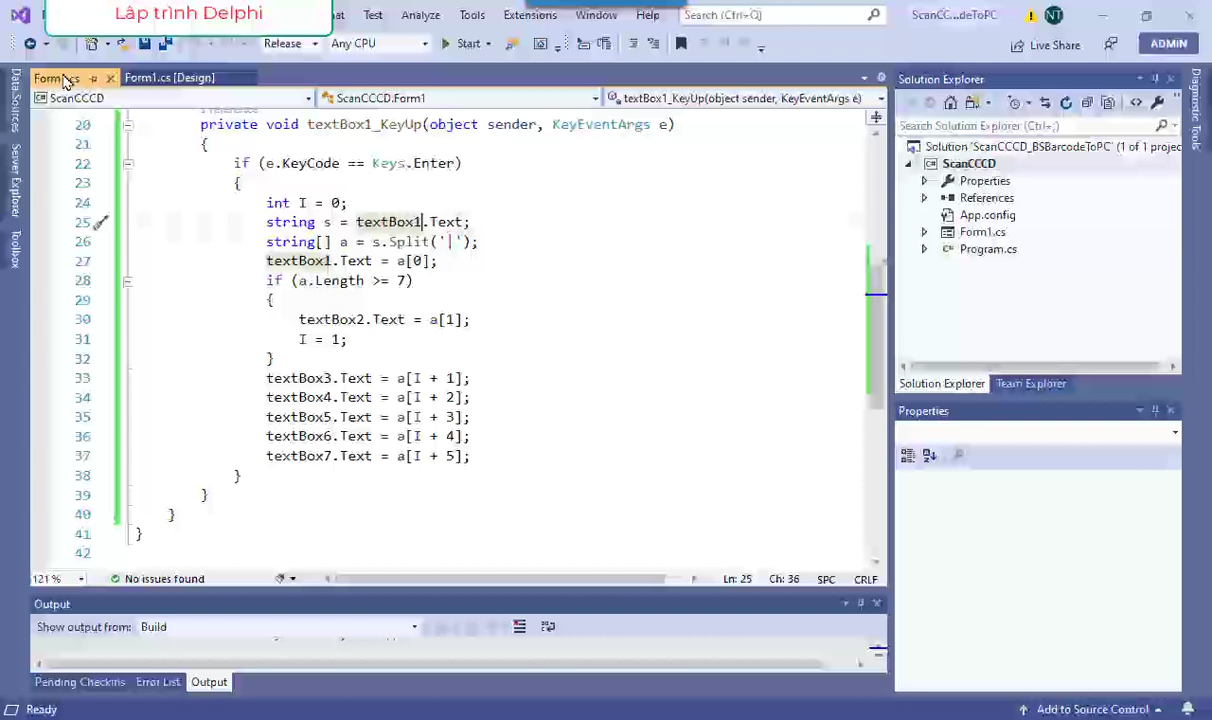 Lập trình Delphi
Test Analyze Tools Extensions Window Help Search (Ctrl+Q) NT ADMIN
Release Any CPU Start Live Share
Form1.cs Form1.cs [Design]
ScanCCCD ScanCCCD.Form1 textBox1_KeyUp(object sender, KeyEventArgs e)
20 private void textBox1_KeyUp(object sender, KeyEventArgs e)
21 {
22 if (e.KeyCode == Keys.Enter)
23 {
24 int I = 0;
25 string s = textBox1.Text;
26 string[] a = s.Split('|');
27 textBox1.Text = a[0];
28 if (a.Length >= 7)
29 {
30 textBox2.Text = a[1];
31 I = 1;
32 }
33 textBox3.Text = a[I + 1];
34 textBox4.Text = a[I + 2];
35 textBox5.Text = a[I + 3];
36 textBox6.Text = a[I + 4];
37 textBox7.Text = a[I + 5];
38 }
39 }
40 }
41 }
42
121 % No issues found Ln: 25 Ch: 36 SPC CRLF
Output
Show output from: Build
Pending Checkins Error List Output
Ready Add to Source Control
Data Sources
Server Explorer
Solution Explorer
Search Solution Explorer (Ctrl+;)
Solution 'ScanCCCD_BSBarcodeToPC' (1 of 1 projec
ScanCCCD
Properties
References
App.config
Form1.cs
Program.cs
Solution Explorer Team Explorer
Properties
Diagnostic Tools